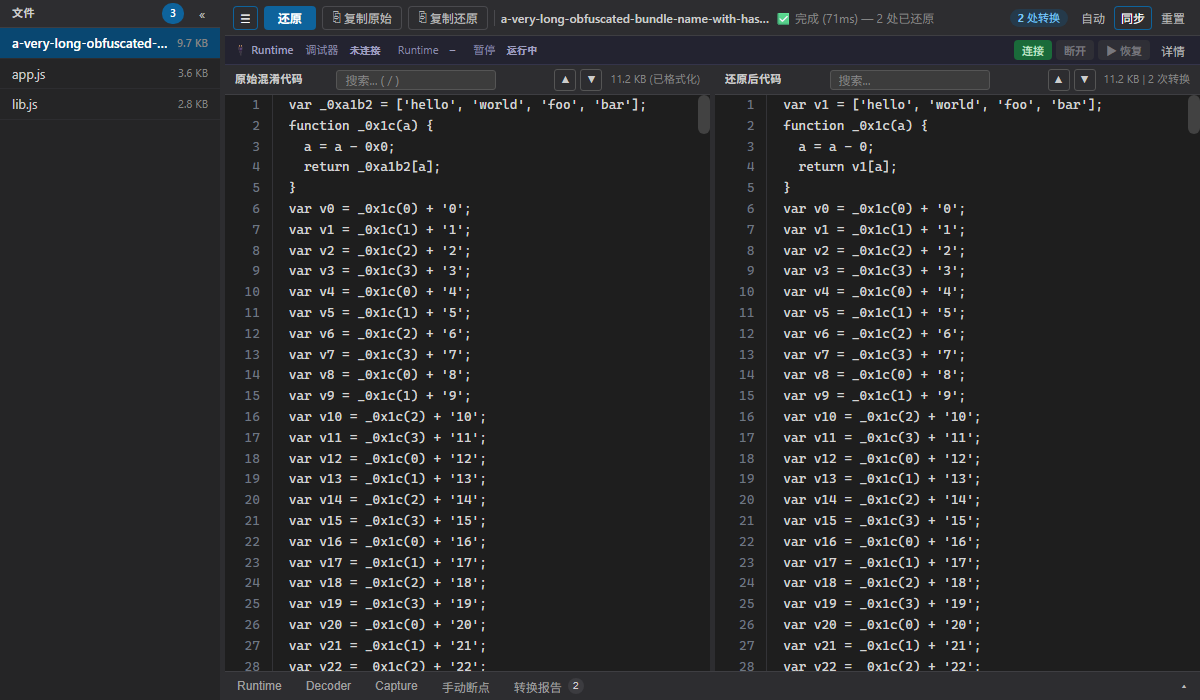 文件 3 «
a-very-long-obfuscated-... 9.7 KB
app.js 3.6 KB
lib.js 2.8 KB
☰ 还原 复制原始 复制还原 a-very-long-obfuscated-bundle-name-with-has... ✅ 完成 (71ms) — 2 处已还原 2 处转换 自动 同步 重置
Runtime 调试器 未连接 Runtime – 暂停 运行中 连接 断开 ▶ 恢复 详情
原始混淆代码 搜索... ( / ) ▲ ▼ 11.2 KB (已格式化)
1 var _0xa1b2 = ['hello', 'world', 'foo', 'bar'];
2 function _0x1c(a) {
3 a = a - 0x0;
4 return _0xa1b2[a];
5 }
6 var v0 = _0x1c(0) + '0';
7 var v1 = _0x1c(1) + '1';
8 var v2 = _0x1c(2) + '2';
9 var v3 = _0x1c(3) + '3';
10 var v4 = _0x1c(0) + '4';
11 var v5 = _0x1c(1) + '5';
12 var v6 = _0x1c(2) + '6';
13 var v7 = _0x1c(3) + '7';
14 var v8 = _0x1c(0) + '8';
15 var v9 = _0x1c(1) + '9';
16 var v10 = _0x1c(2) + '10';
17 var v11 = _0x1c(3) + '11';
18 var v12 = _0x1c(0) + '12';
19 var v13 = _0x1c(1) + '13';
20 var v14 = _0x1c(2) + '14';
21 var v15 = _0x1c(3) + '15';
22 var v16 = _0x1c(0) + '16';
23 var v17 = _0x1c(1) + '17';
24 var v18 = _0x1c(2) + '18';
25 var v19 = _0x1c(3) + '19';
26 var v20 = _0x1c(0) + '20';
27 var v21 = _0x1c(1) + '21';
28 var v22 = _0x1c(2) + '22';
还原后代码 搜索... ▲ ▼ 11.2 KB | 2 次转换
1 var v1 = ['hello', 'world', 'foo', 'bar'];
2 function _0x1c(a) {
3 a = a - 0;
4 return v1[a];
5 }
6 var v0 = _0x1c(0) + '0';
7 var v1 = _0x1c(1) + '1';
8 var v2 = _0x1c(2) + '2';
9 var v3 = _0x1c(3) + '3';
10 var v4 = _0x1c(0) + '4';
11 var v5 = _0x1c(1) + '5';
12 var v6 = _0x1c(2) + '6';
13 var v7 = _0x1c(3) + '7';
14 var v8 = _0x1c(0) + '8';
15 var v9 = _0x1c(1) + '9';
16 var v10 = _0x1c(2) + '10';
17 var v11 = _0x1c(3) + '11';
18 var v12 = _0x1c(0) + '12';
19 var v13 = _0x1c(1) + '13';
20 var v14 = _0x1c(2) + '14';
21 var v15 = _0x1c(3) + '15';
22 var v16 = _0x1c(0) + '16';
23 var v17 = _0x1c(1) + '17';
24 var v18 = _0x1c(2) + '18';
25 var v19 = _0x1c(3) + '19';
26 var v20 = _0x1c(0) + '20';
27 var v21 = _0x1c(1) + '21';
28 var v22 = _0x1c(2) + '22';
Runtime Decoder Capture 手动断点 转换报告 2